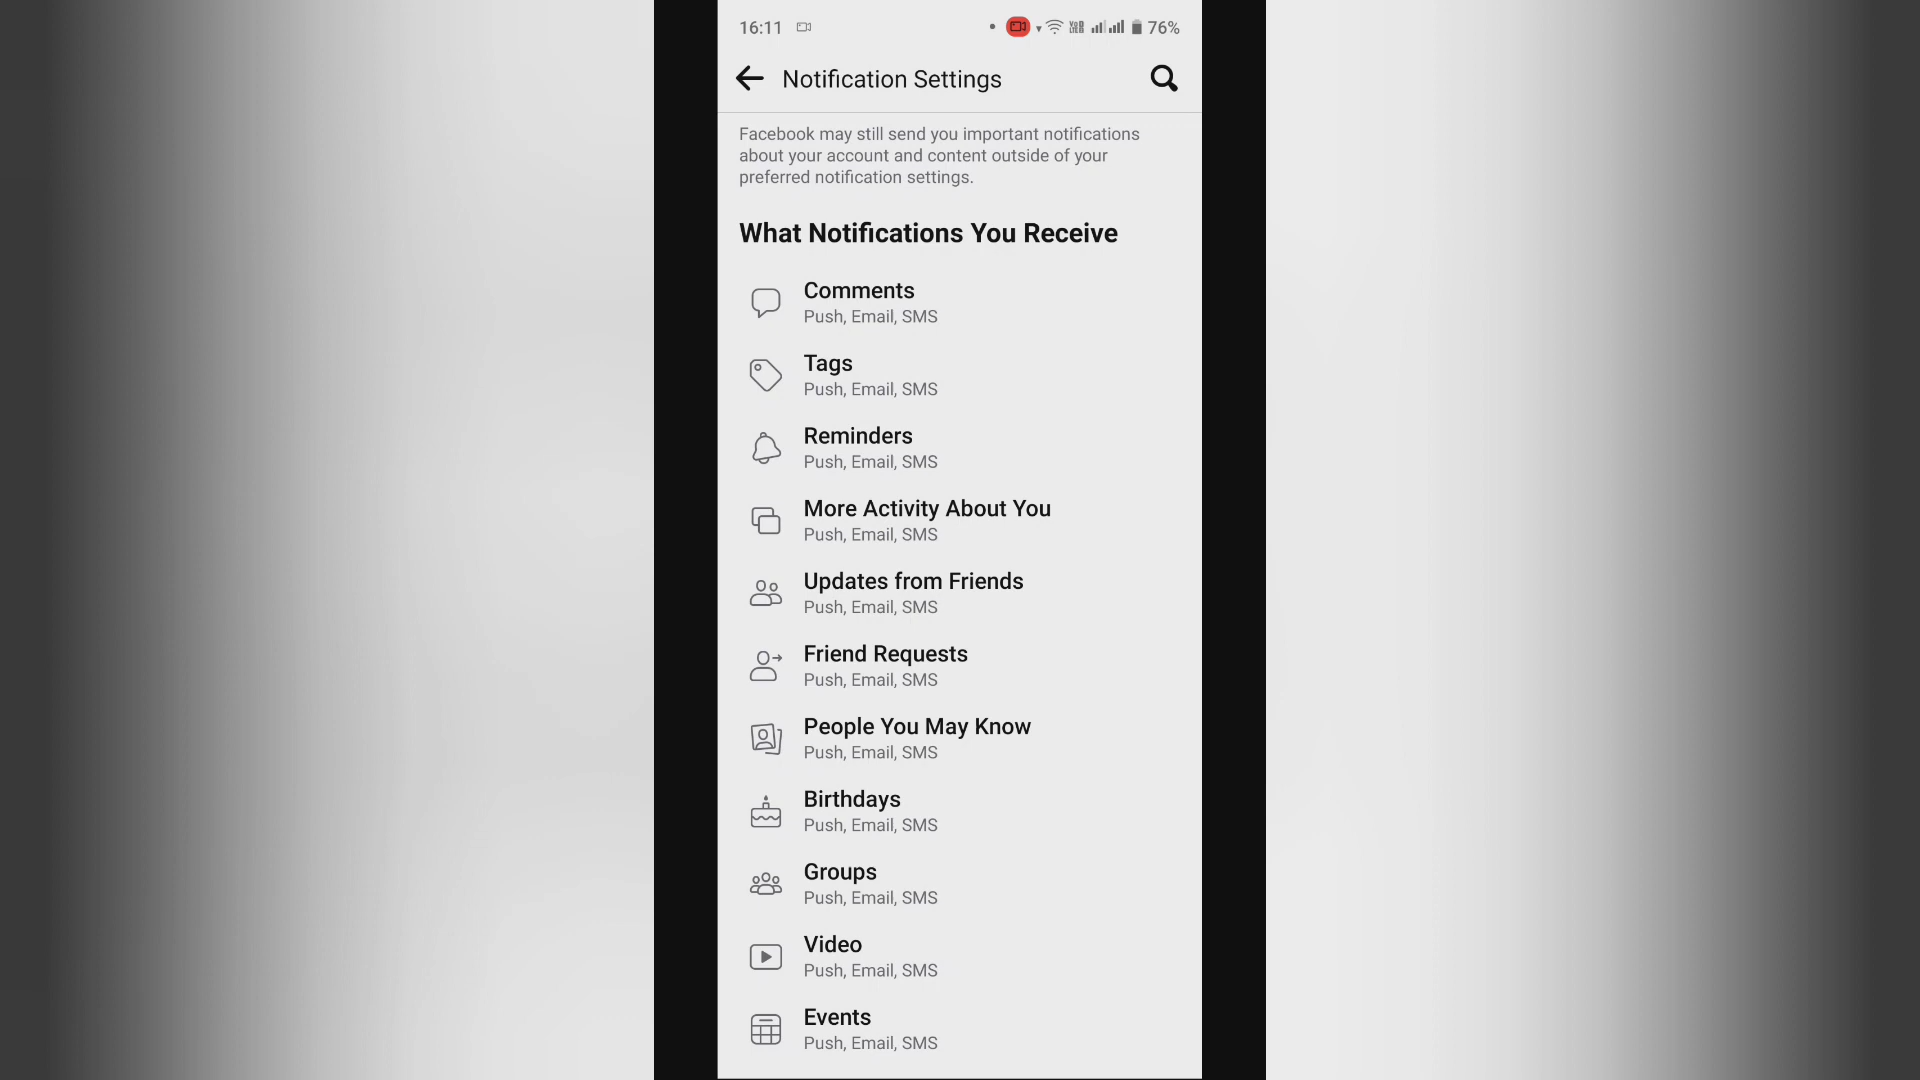 16:11 76%
Notification Settings
Facebook may still send you important notifications
about your account and content outside of your
preferred notification settings.
What Notifications You Receive
Comments
Push, Email, SMS
Tags
Push, Email, SMS
Reminders
Push, Email, SMS
More Activity About You
Push, Email, SMS
Updates from Friends
Push, Email, SMS
Friend Requests
Push, Email, SMS
People You May Know
Push, Email, SMS
Birthdays
Push, Email, SMS
Groups
Push, Email, SMS
Video
Push, Email, SMS
Events
Push, Email, SMS